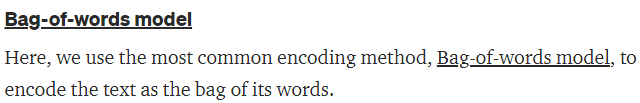 Bag-of-words model
Here, we use the most common encoding method, Bag-of-words model, to
encode the text as the bag of its words.